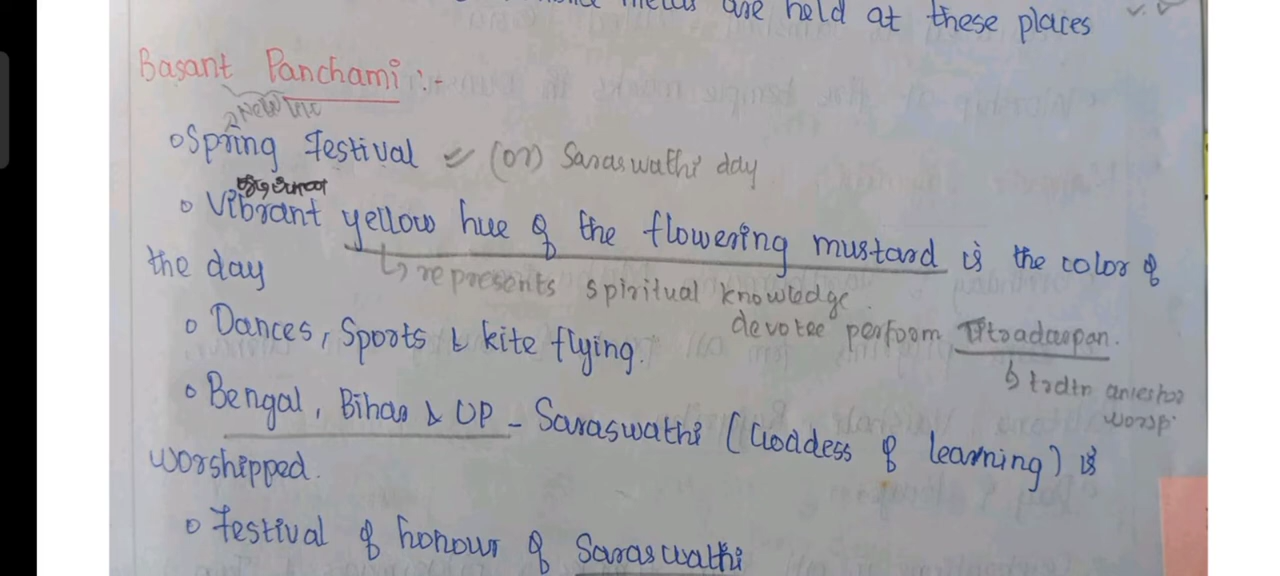 are held at these places
Basant Panchami :-
Spring Festival (or) Saraswathi day
Vibrant yellow hue of the flowering mustard is the color of
the day
↳ represents spiritual knowledge
devotee perform
Dances, Sports & kite flying.
Bengal, Bihar & UP - Saraswathi (Goddess of learning) is
worshipped.
Festival of honour of Saraswathi